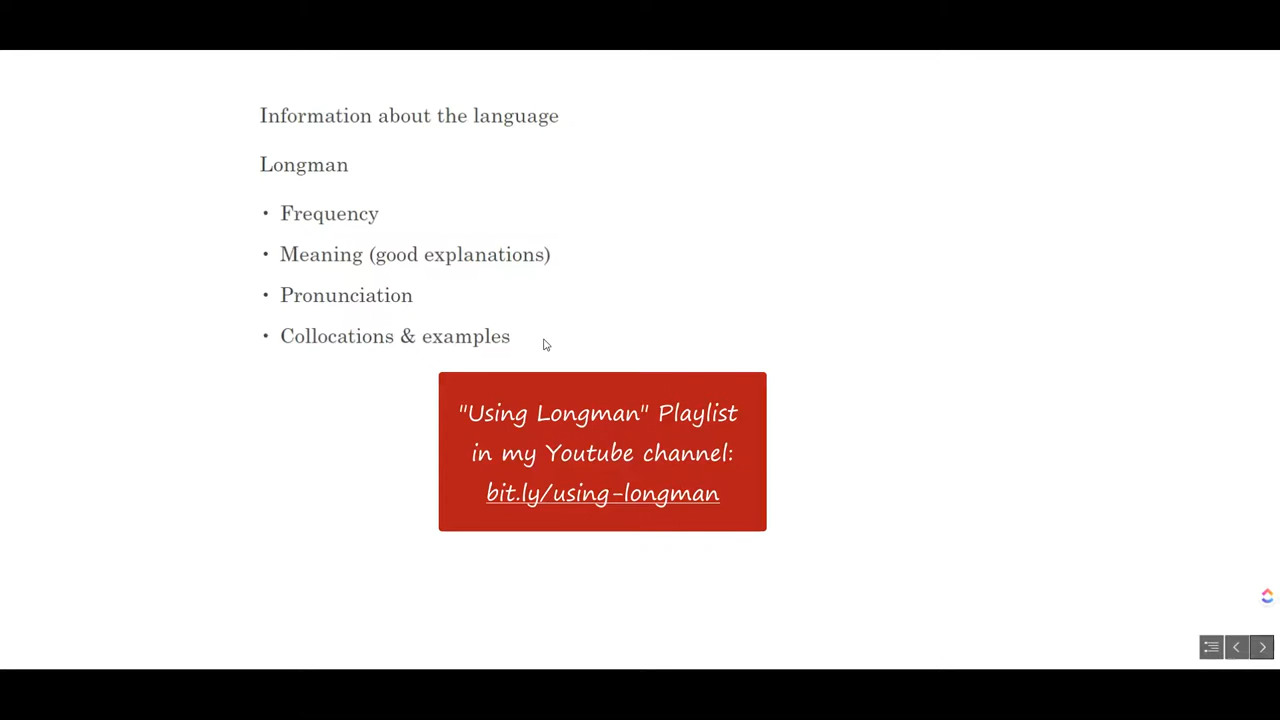 Information about the language
Longman
• Frequency
• Meaning (good explanations)
• Pronunciation
• Collocations & examples
"Using Longman" Playlist
in my Youtube channel:
bit.ly/using-longman